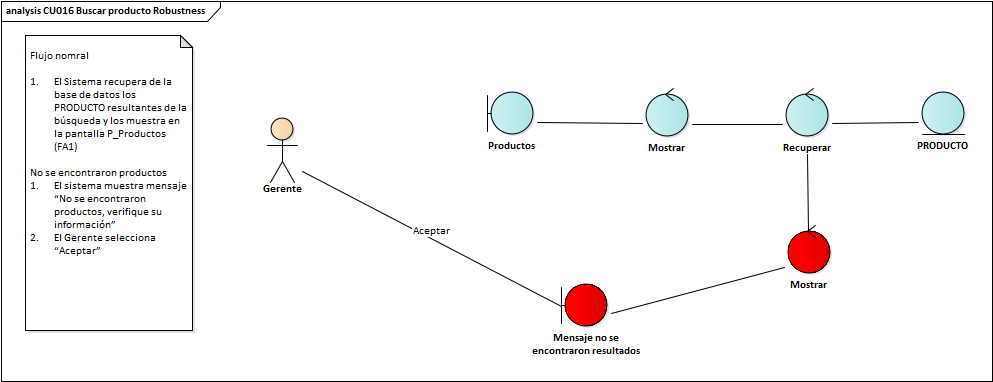 analysis CU016 Buscar producto Robustness
Flujo nomral
1. El Sistema recupera de la
base de datos los
PRODUCTO resultantes de la
búsqueda y los muestra en
la pantalla P_Productos
(FA1)
No se encontraron productos
1. El sistema muestra mensaje
“No se encontraron
productos, verifique su
información”
2. El Gerente selecciona
“Aceptar”
Gerente
Productos
Mostrar
Recuperar
PRODUCTO
Aceptar
Mostrar
Mensaje no se
encontraron resultados